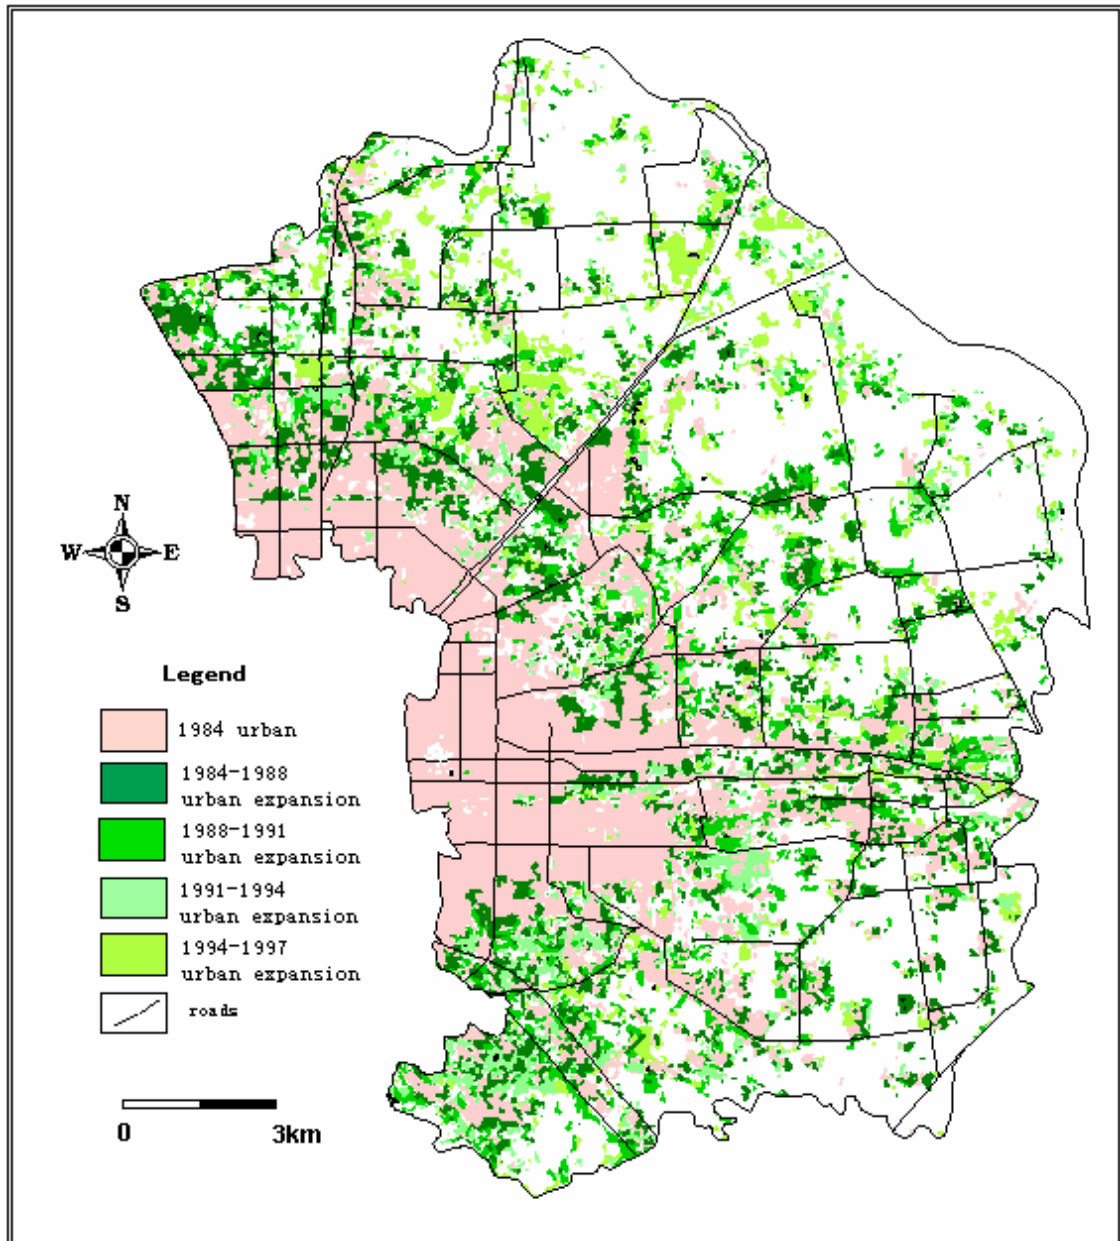 N
W E
S
Legend
1984 urban
1984-1988
urban expansion
1988-1991
urban expansion
1991-1994
urban expansion
1994-1997
urban expansion
roads
0 3km